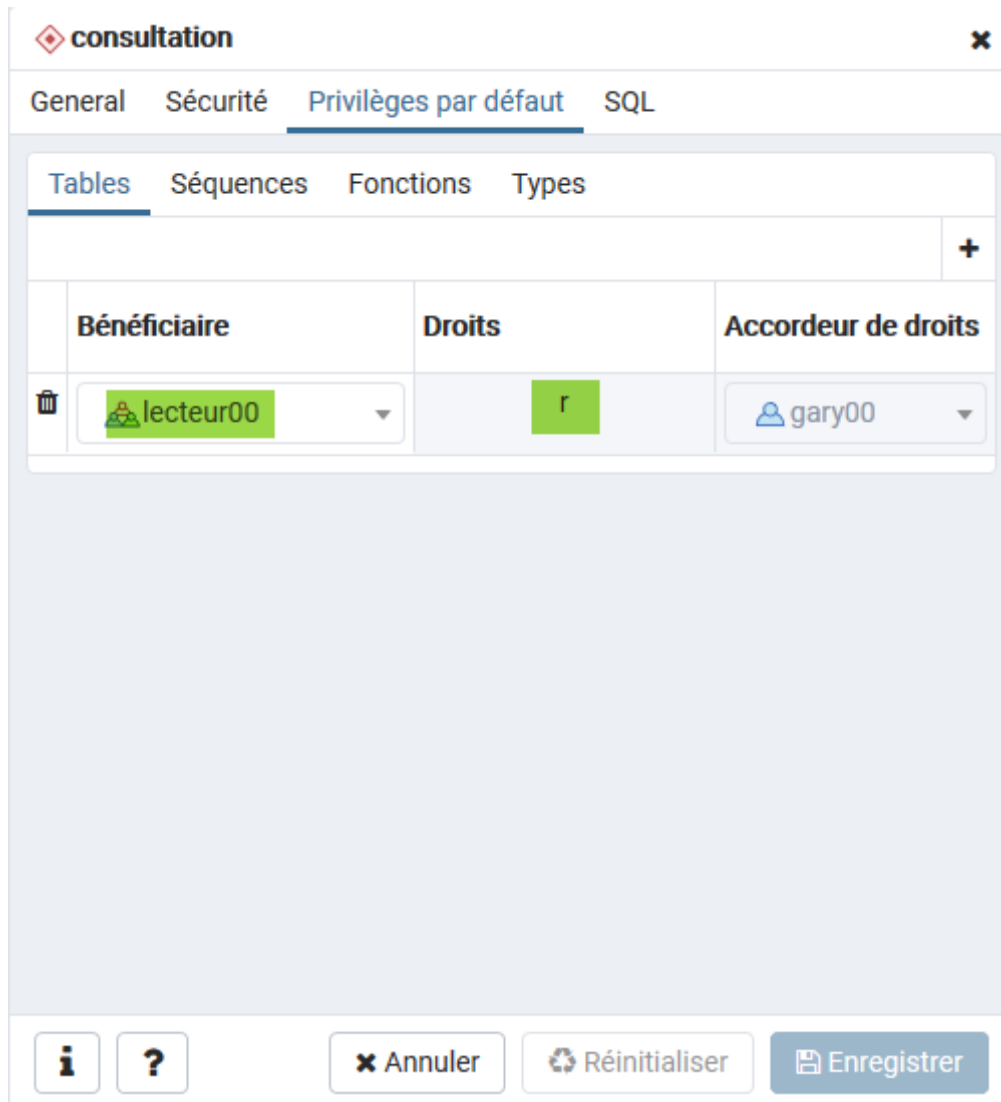 consultation
General Sécurité Privilèges par défaut SQL
Tables Séquences Fonctions Types
Bénéficiaire Droits Accordeur de droits
lecteur00 r gary00
Annuler Réinitialiser Enregistrer